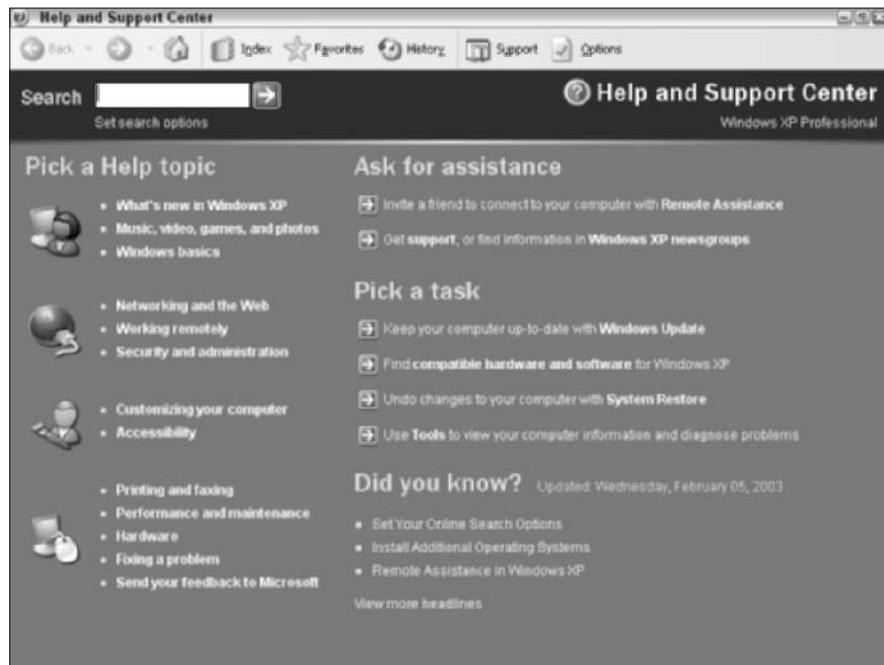 Help and Support Center
Back
Index
Favorites
History
Support
Options
Search
Set search options
Help and Support Center
Windows XP Professional
Pick a Help topic
What's new in Windows XP
Music, video, games, and photos
Windows basics
Networking and the Web
Working remotely
Security and administration
Customizing your computer
Accessibility
Printing and faxing
Performance and maintenance
Hardware
Fixing a problem
Send your feedback to Microsoft
Ask for assistance
Invite a friend to connect to your computer with Remote Assistance
Get support, or find information in Windows XP newsgroups
Pick a task
Keep your computer up-to-date with Windows Update
Find compatible hardware and software for Windows XP
Undo changes to your computer with System Restore
Use Tools to view your computer information and diagnose problems
Did you know? Updated: Wednesday, February 05, 2003
Set Your Online Search Options
Install Additional Operating Systems
Remote Assistance in Windows XP
View more headlines